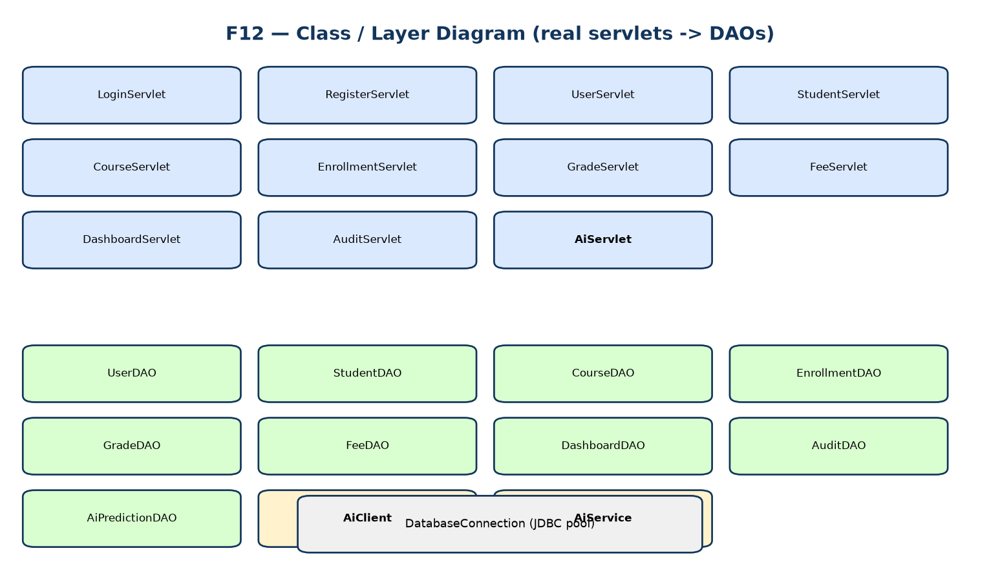 F12 — Class / Layer Diagram (real servlets -> DAOs)
LoginServlet
RegisterServlet
UserServlet
StudentServlet
CourseServlet
EnrollmentServlet
GradeServlet
FeeServlet
DashboardServlet
AuditServlet
AiServlet
UserDAO
StudentDAO
CourseDAO
EnrollmentDAO
GradeDAO
FeeDAO
DashboardDAO
AuditDAO
AiPredictionDAO
AiClient
AiService
DatabaseConnection (JDBC pool)